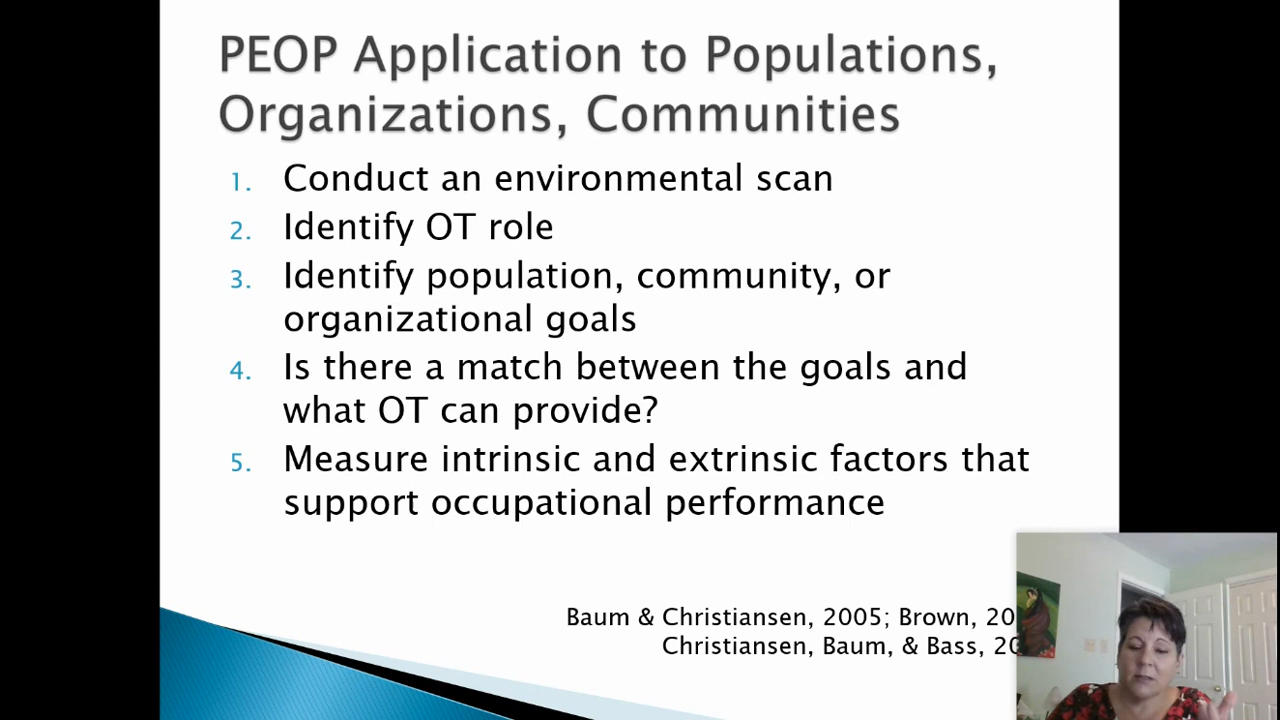 PEOP Application to Populations,
Organizations, Communities
1. Conduct an environmental scan
2. Identify OT role
3. Identify population, community, or
organizational goals
4. Is there a match between the goals and
what OT can provide?
5. Measure intrinsic and extrinsic factors that
support occupational performance
Baum & Christiansen, 2005; Brown,
Christiansen, Baum, & Bass,